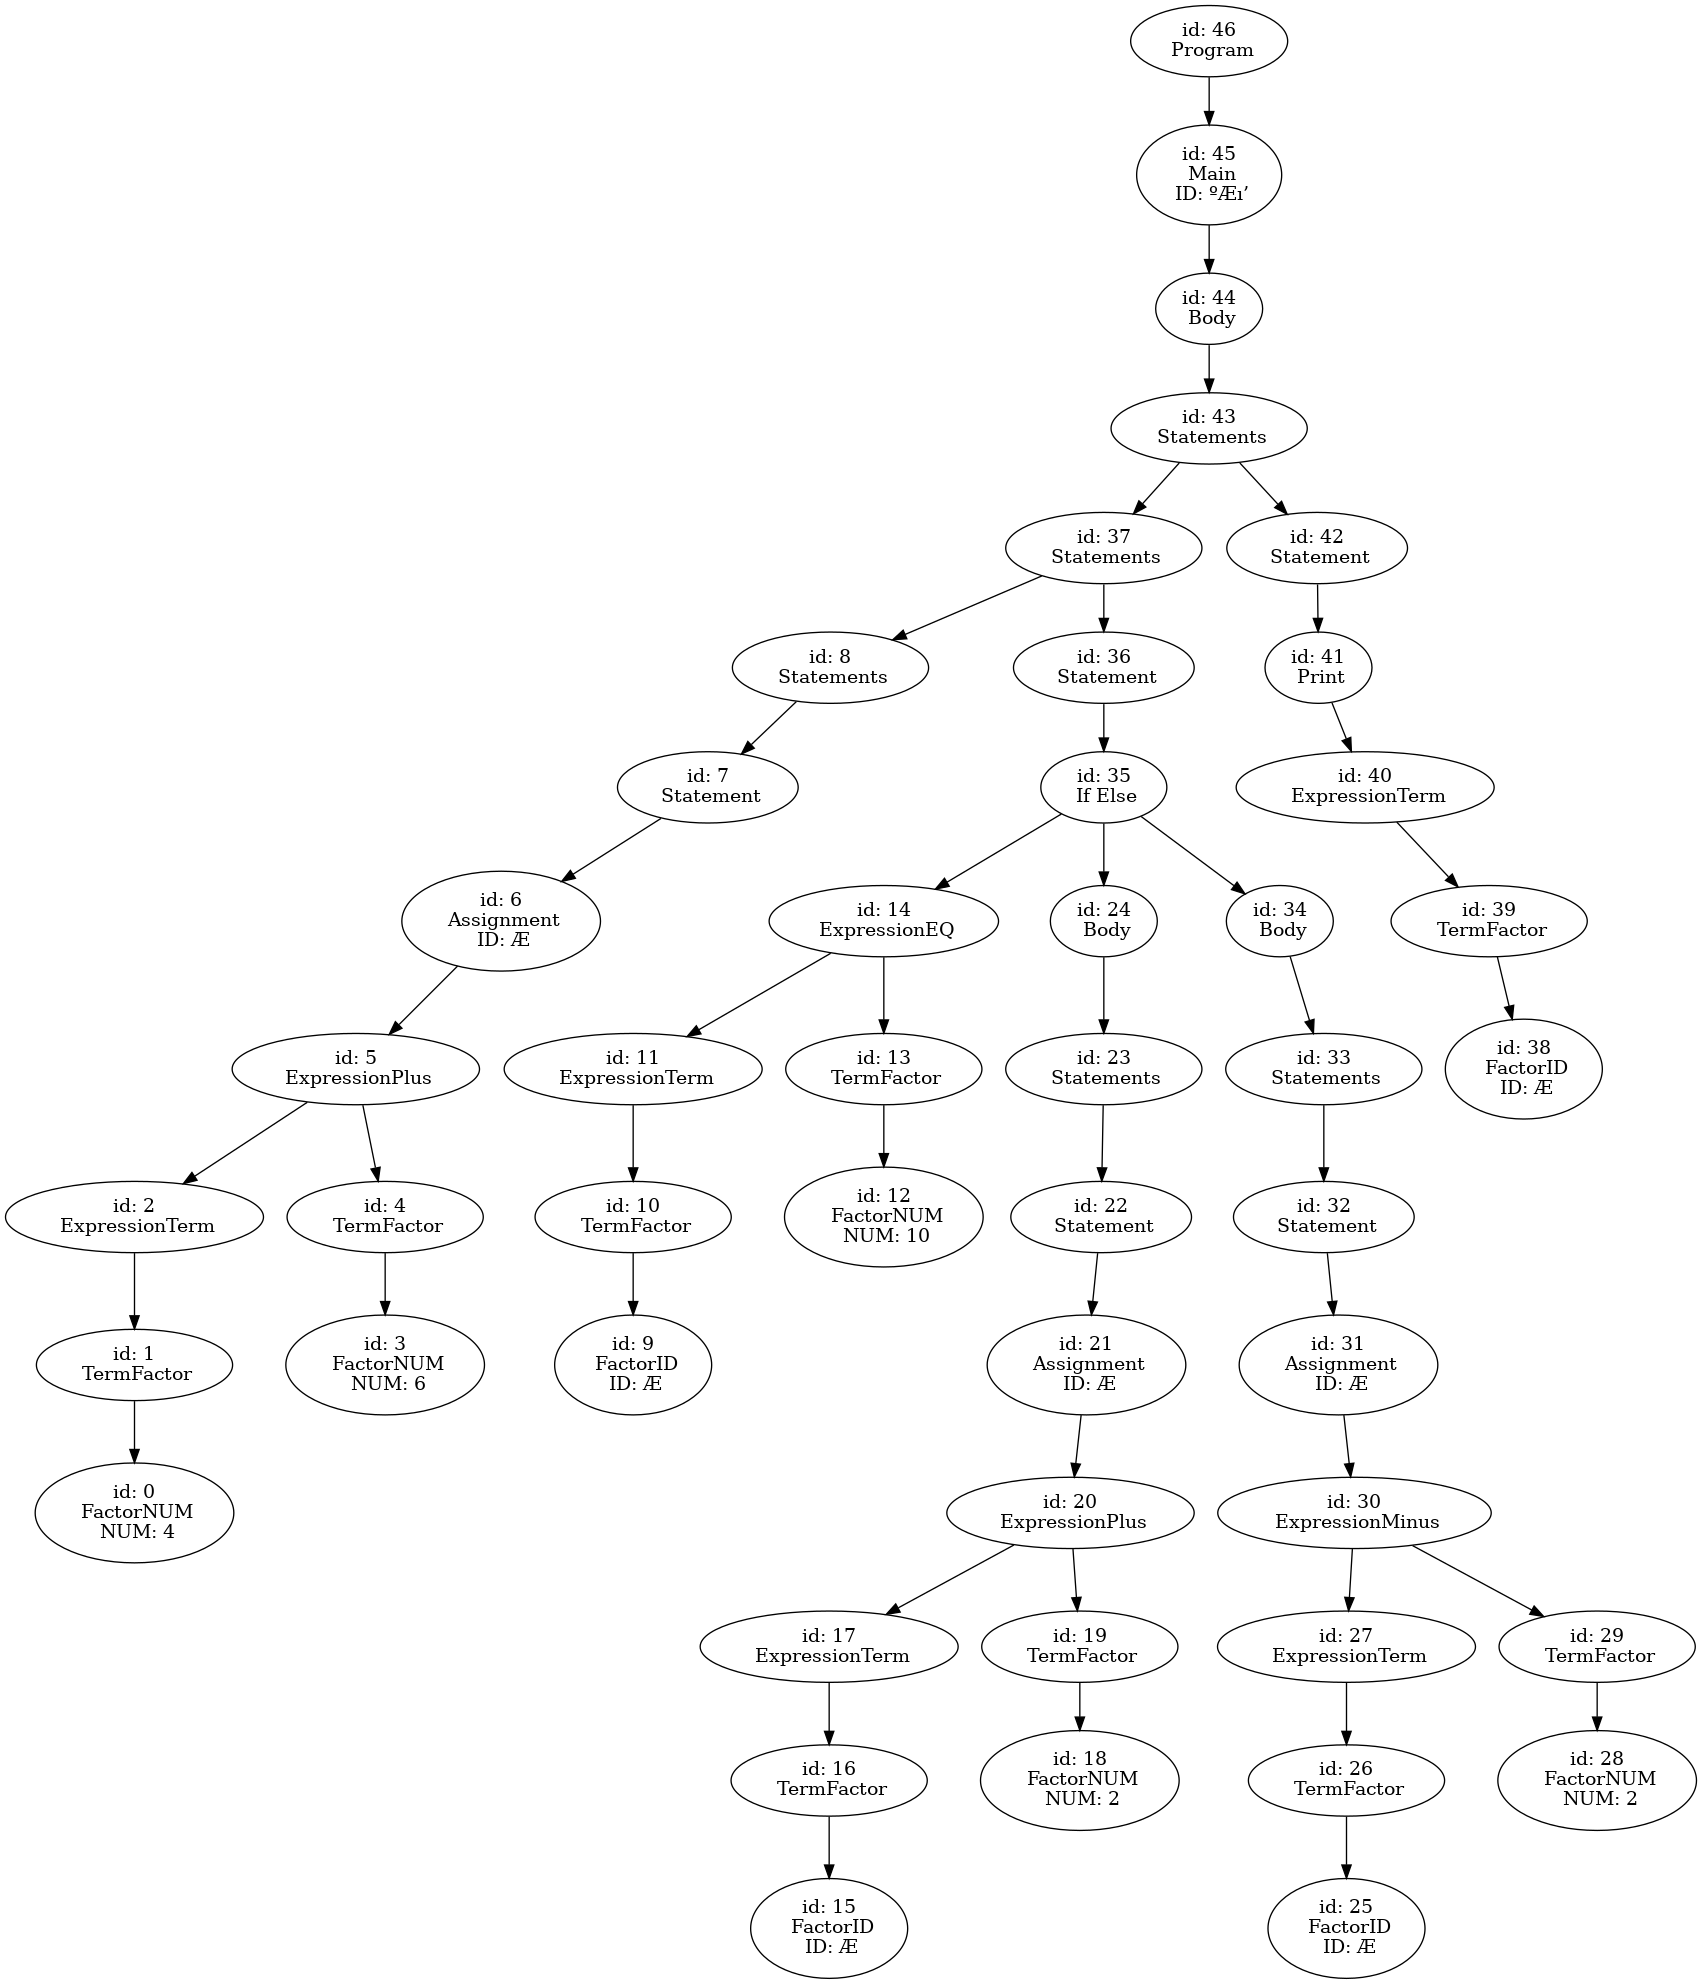 id: 46
Program
id: 45
Main
ID: ºÆı’
id: 44
Body
id: 43
Statements
id: 37
Statements
id: 42
Statement
id: 8
Statements
id: 36
Statement
id: 41
Print
id: 7
Statement
id: 35
If Else
id: 40
ExpressionTerm
id: 6
Assignment
ID: Æ
id: 14
ExpressionEQ
id: 24
Body
id: 34
Body
id: 39
TermFactor
id: 5
ExpressionPlus
id: 11
ExpressionTerm
id: 13
TermFactor
id: 23
Statements
id: 33
Statements
id: 38
FactorID
ID: Æ
id: 2
ExpressionTerm
id: 4
TermFactor
id: 10
TermFactor
id: 12
FactorNUM
NUM: 10
id: 22
Statement
id: 32
Statement
id: 1
TermFactor
id: 3
FactorNUM
NUM: 6
id: 9
FactorID
ID: Æ
id: 21
Assignment
ID: Æ
id: 31
Assignment
ID: Æ
id: 0
FactorNUM
NUM: 4
id: 20
ExpressionPlus
id: 30
ExpressionMinus
id: 17
ExpressionTerm
id: 19
TermFactor
id: 27
ExpressionTerm
id: 29
TermFactor
id: 16
TermFactor
id: 18
FactorNUM
NUM: 2
id: 26
TermFactor
id: 28
FactorNUM
NUM: 2
id: 15
FactorID
ID: Æ
id: 25
FactorID
ID: Æ